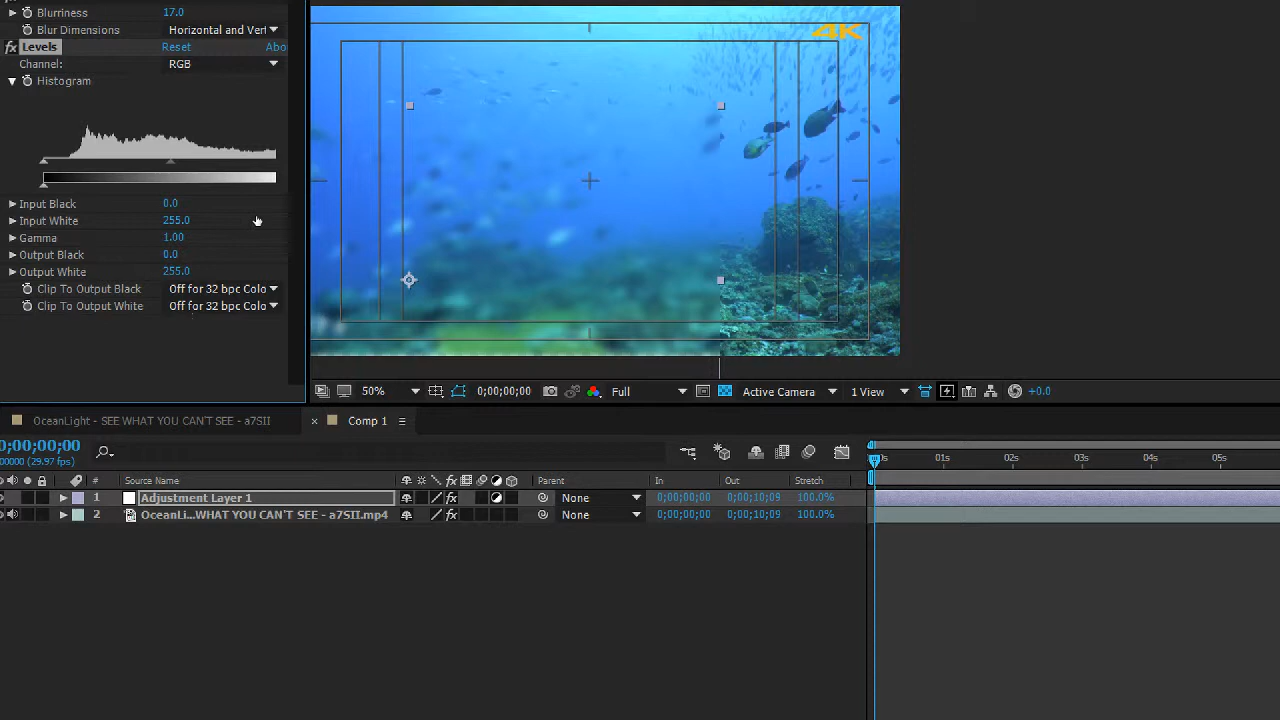 Blurriness 17.0
Blur Dimensions Horizontal and Vert
fx Levels Reset Abo
Channel: RGB
Histogram
Input Black 0.0
Input White 255.0
Gamma 1.00
Output Black 0.0
Output White 255.0
Clip To Output Black Off for 32 bpc Colo
Clip To Output White Off for 32 bpc Colo
4K
50% 0;00;00;00 Full Active Camera 1 View +0.0
OceanLight - SEE WHAT YOU CAN'T SEE - a7SII × Comp 1
0;00;00;00
00000 (29.97 fps)
0s 01s 02s 03s 04s 05s
# Source Name fx Parent In Out Stretch
1 Adjustment Layer 1 fx None 0;00;00;00 0;00;10;09 100.0%
2 OceanLi...WHAT YOU CAN'T SEE - a7SII.mp4 fx None 0;00;00;00 0;00;10;09 100.0%